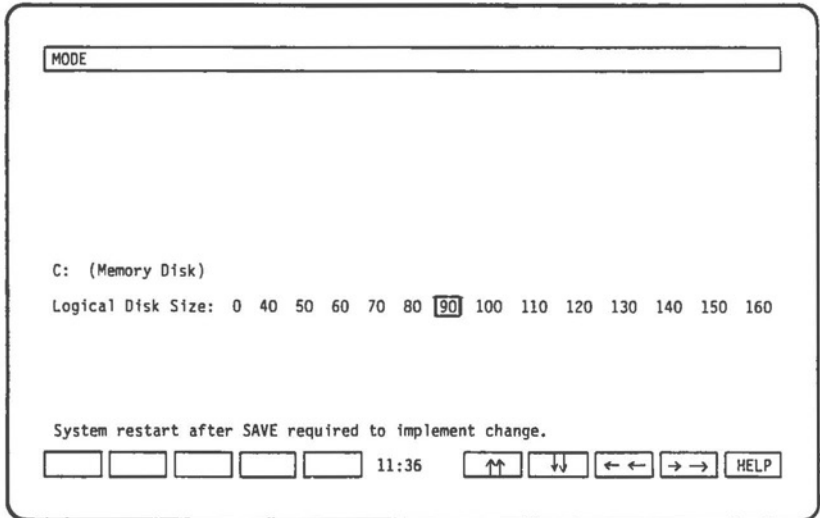 MODE
C: (Memory Disk)
Logical Disk Size: 0 40 50 60 70 80 90 100 110 120 130 140 150 160
System restart after SAVE required to implement change.
11:36 ↑↑ ↓↓ ← ← → → HELP